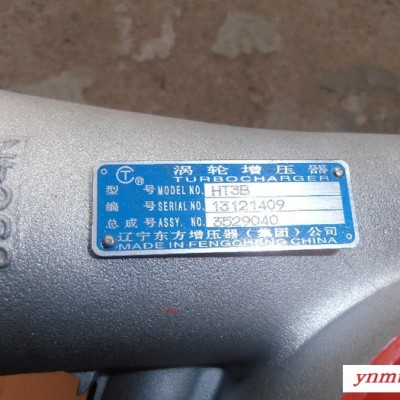 涡轮增压器
TURBOCHARGER
型 号 MODEL NO. HT3B
编 号 SERIAL NO. 13121409
总成号 ASSY. NO. 3529040
辽宁东方增压器(集团)公司
MADE IN FENGCHENG CHINA